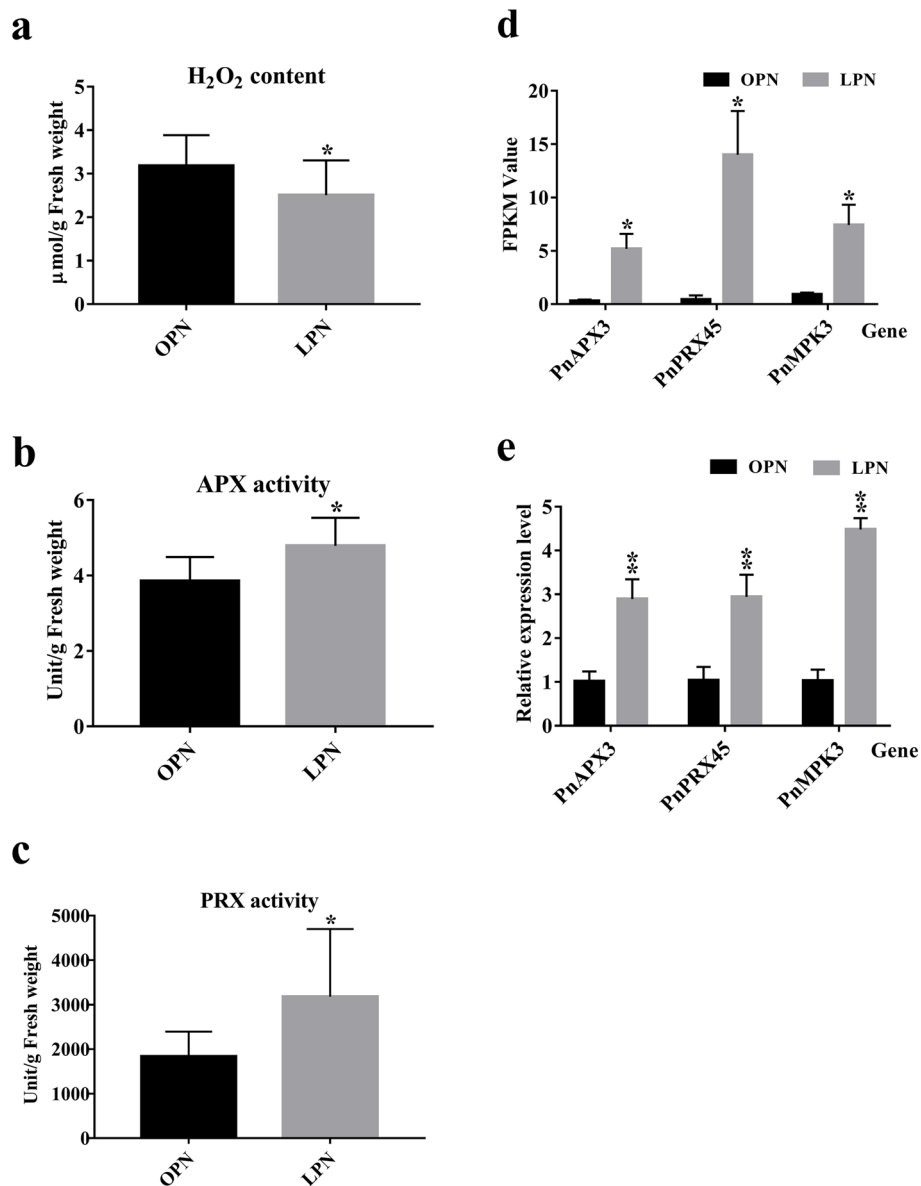 a
H2O2 content
µmol/g Fresh weight
5
4
3
2
1
0
*
OPN
LPN
b
APX activity
Unit/g Fresh weight
6
4
2
0
*
OPN
LPN
c
PRX activity
Unit/g Fresh weight
5000
4000
3000
2000
1000
0
*
OPN
LPN
d
OPN LPN
FPKM Value
20
15
10
5
0
* * *
PnAPX3
PnPRX45
PnMPK3
Gene
e
OPN LPN
Relative expression level
5
4
3
2
1
0
** ** **
PnAPX3
PnPRX45
PnMPK3
Gene